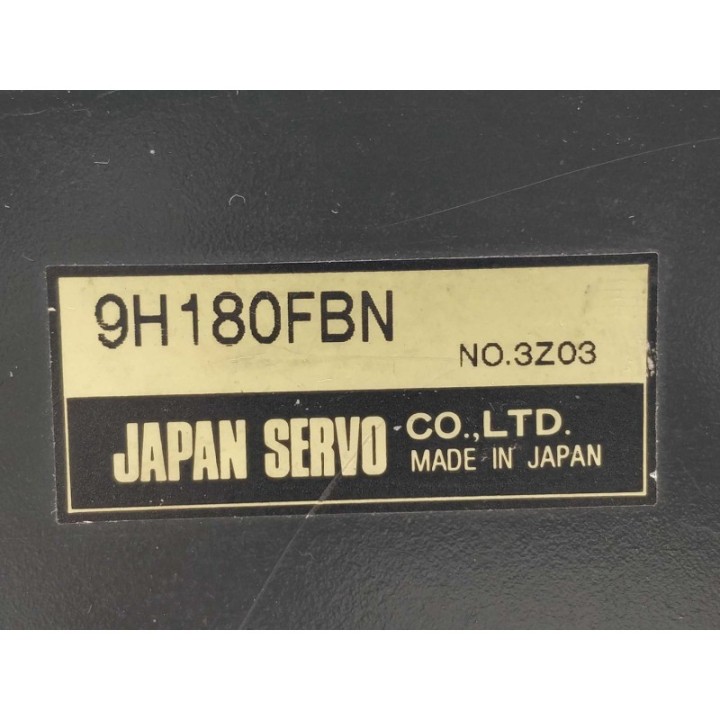 9H180FBN
NO.3Z03
JAPAN SERVO CO.,LTD.
MADE IN JAPAN